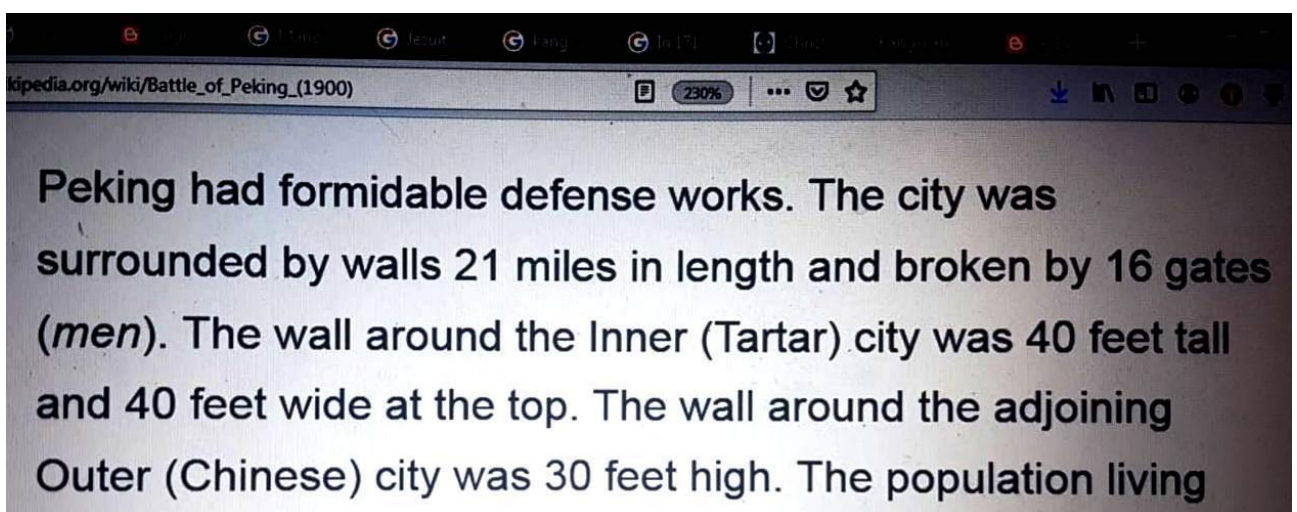 kipedia.org/wiki/Battle_of_Peking_(1900)
230%
Peking had formidable defense works. The city was
surrounded by walls 21 miles in length and broken by 16 gates
(men). The wall around the Inner (Tartar) city was 40 feet tall
and 40 feet wide at the top. The wall around the adjoining
Outer (Chinese) city was 30 feet high. The population living